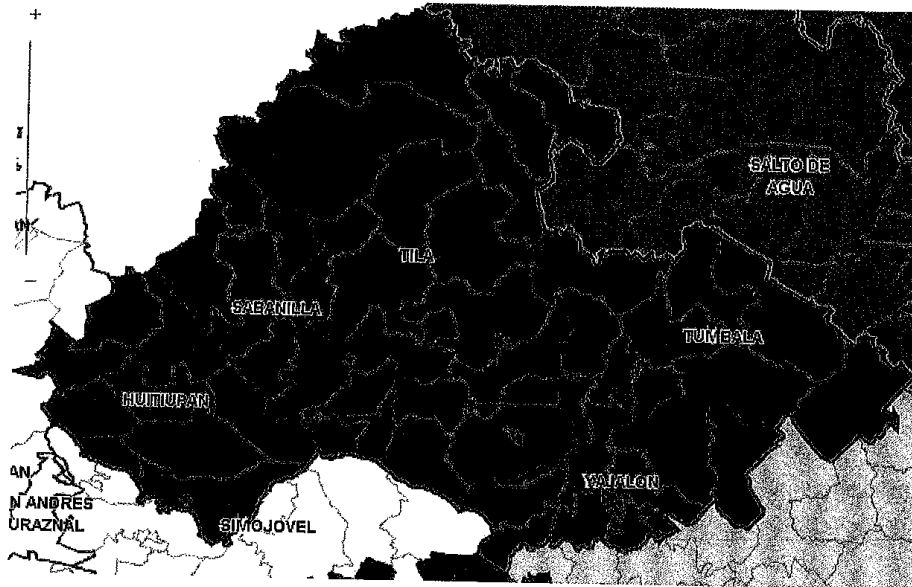 SALTO DE
AGUA
TILA
SABANILLA
TUMBALA
HUITIUPAN
YAJALON
AN
N ANDRES
URAZNAL
SIMOJOVEL